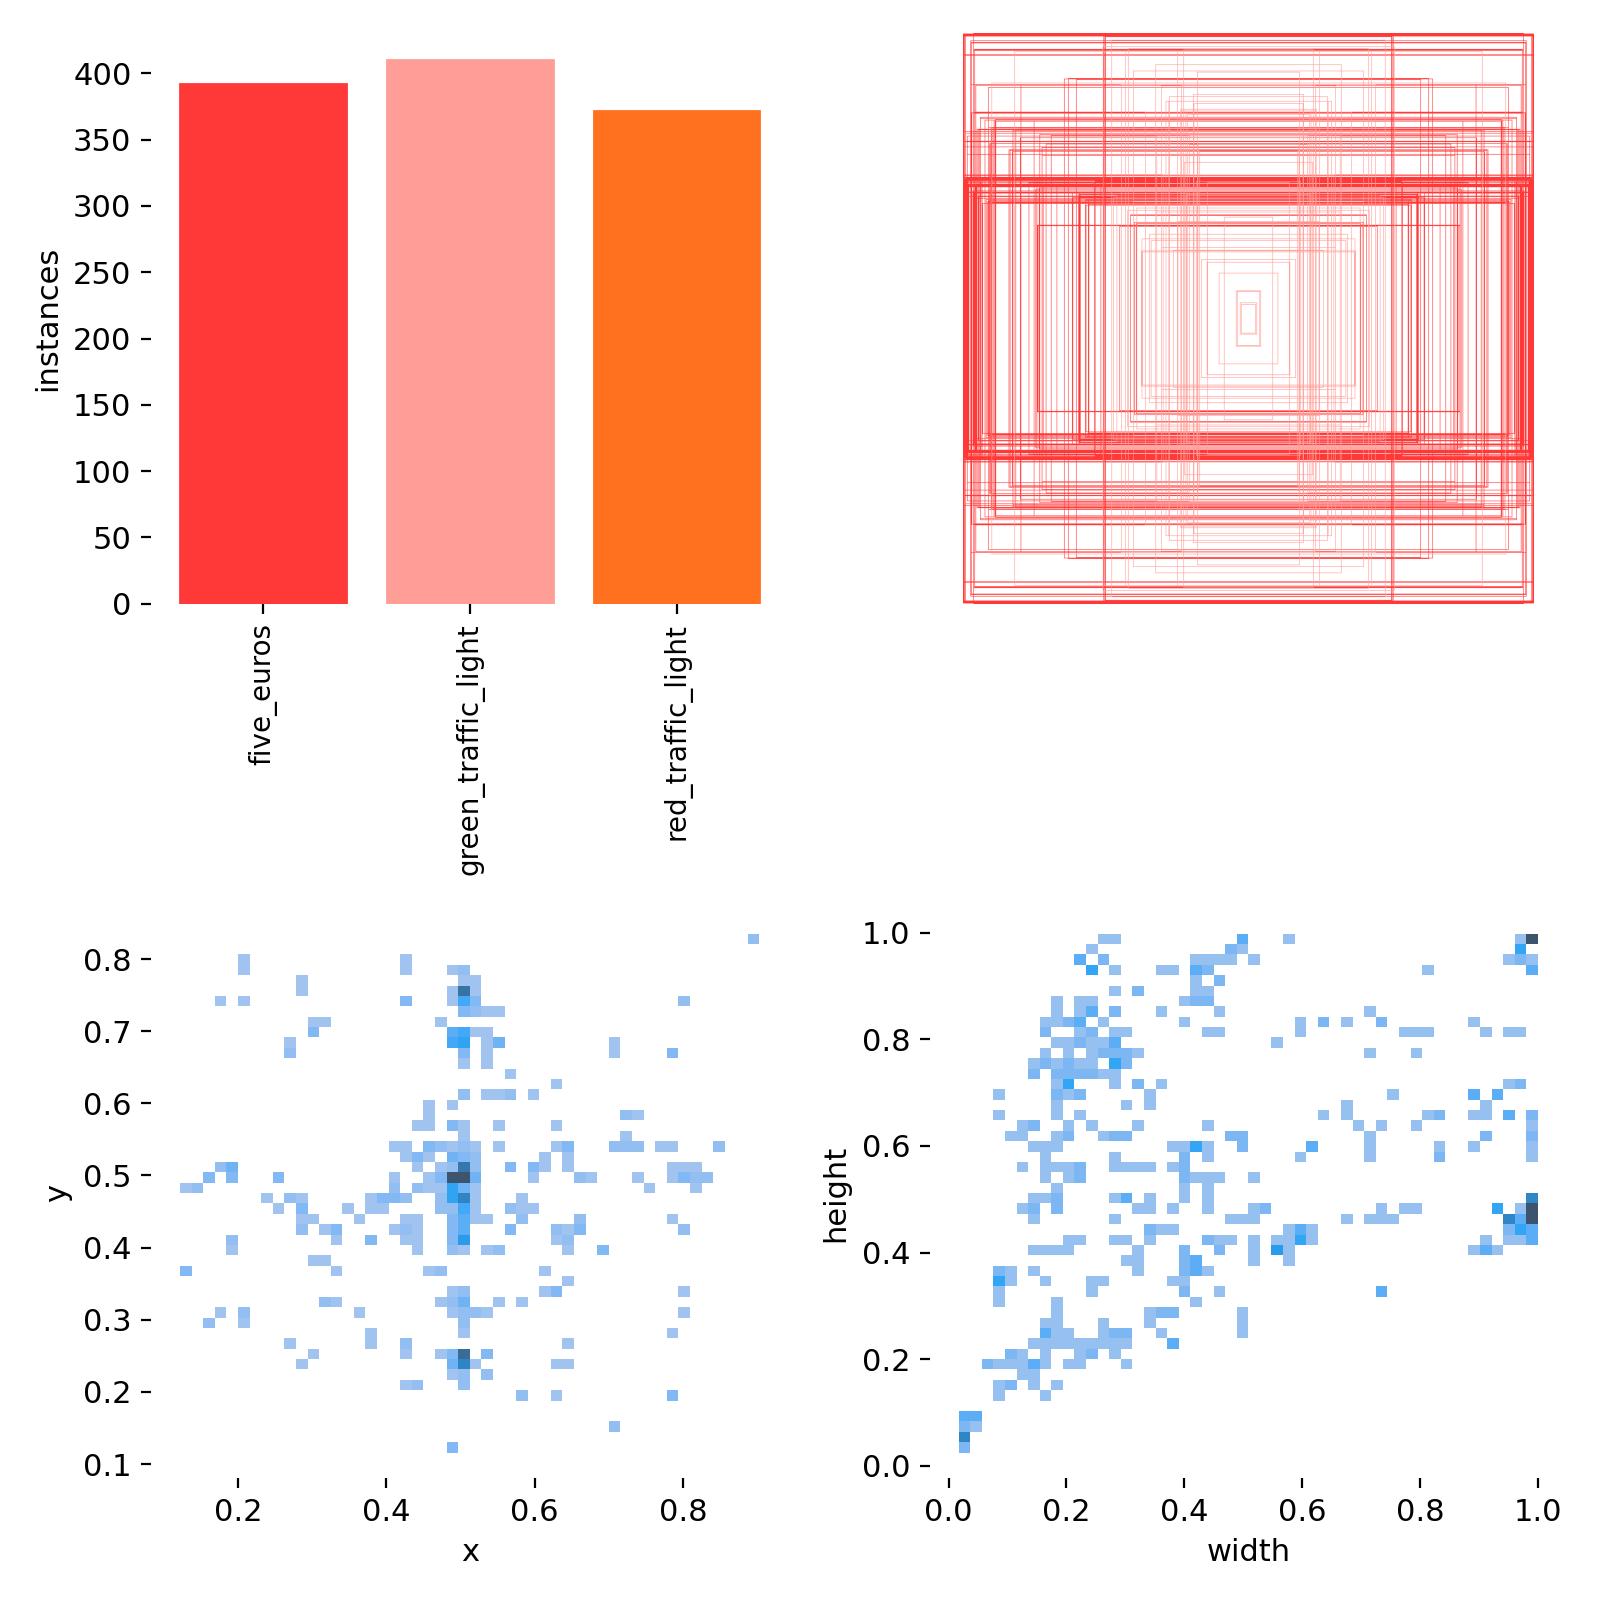 instances
400
350
300
250
200
150
100
50
0
five_euros
green_traffic_light
red_traffic_light
y
0.8
0.7
0.6
0.5
0.4
0.3
0.2
0.1
0.2 0.4 0.6 0.8
x
height
1.0
0.8
0.6
0.4
0.2
0.0
0.0 0.2 0.4 0.6 0.8 1.0
width